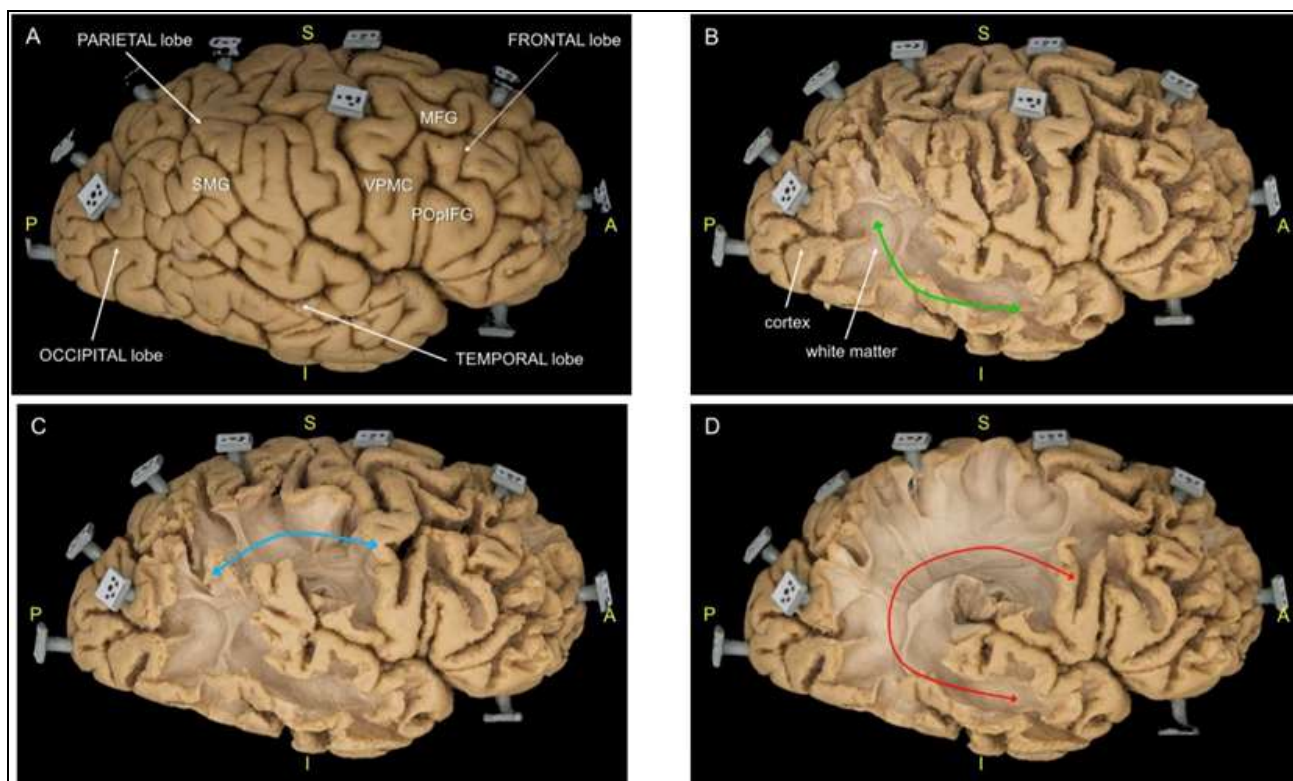 A
S
PARIETAL lobe
FRONTAL lobe
MFG
SMG
VPMC
POpIFG
P
A
OCCIPITAL lobe
TEMPORAL lobe
I
B
S
P
A
cortex
white matter
I
C
S
P
A
I
D
S
P
A
I